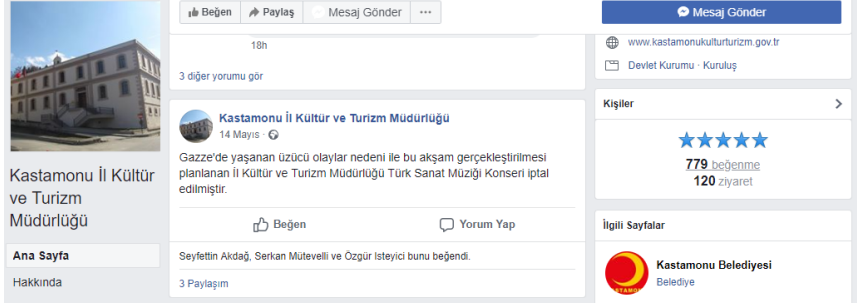 Beğen
Paylaş
Mesaj Gönder
Mesaj Gönder
18h
3 diğer yorumu gör
Kastamonu İl Kültür ve Turizm Müdürlüğü
14 Mayıs ·
Gazze'de yaşanan üzücü olaylar nedeni ile bu akşam gerçekleştirilmesi
planlanan İl Kültür ve Turizm Müdürlüğü Türk Sanat Müziği Konseri iptal
edilmiştir.
Beğen
Yorum Yap
Seyfettin Akdağ, Serkan Mütevelli ve Özgür Isteyici bunu beğendi.
3 Paylaşım
Kastamonu İl Kültür
ve Turizm
Müdürlüğü
Ana Sayfa
Hakkında
www.kastamonukulturturizm.gov.tr
Devlet Kurumu · Kuruluş
Kişiler
779 beğenme
120 ziyaret
İlgili Sayfalar
Kastamonu Belediyesi
Belediye